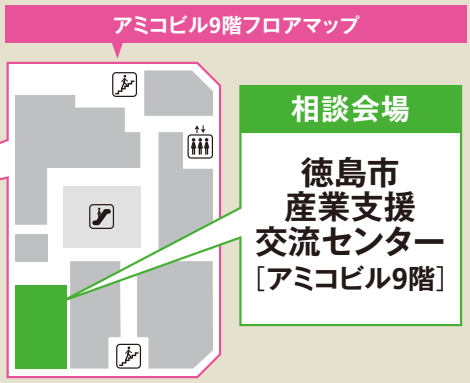 アミコビル9階フロアマップ
相談会場
徳島市
産業支援
交流センター
［アミコビル9階］